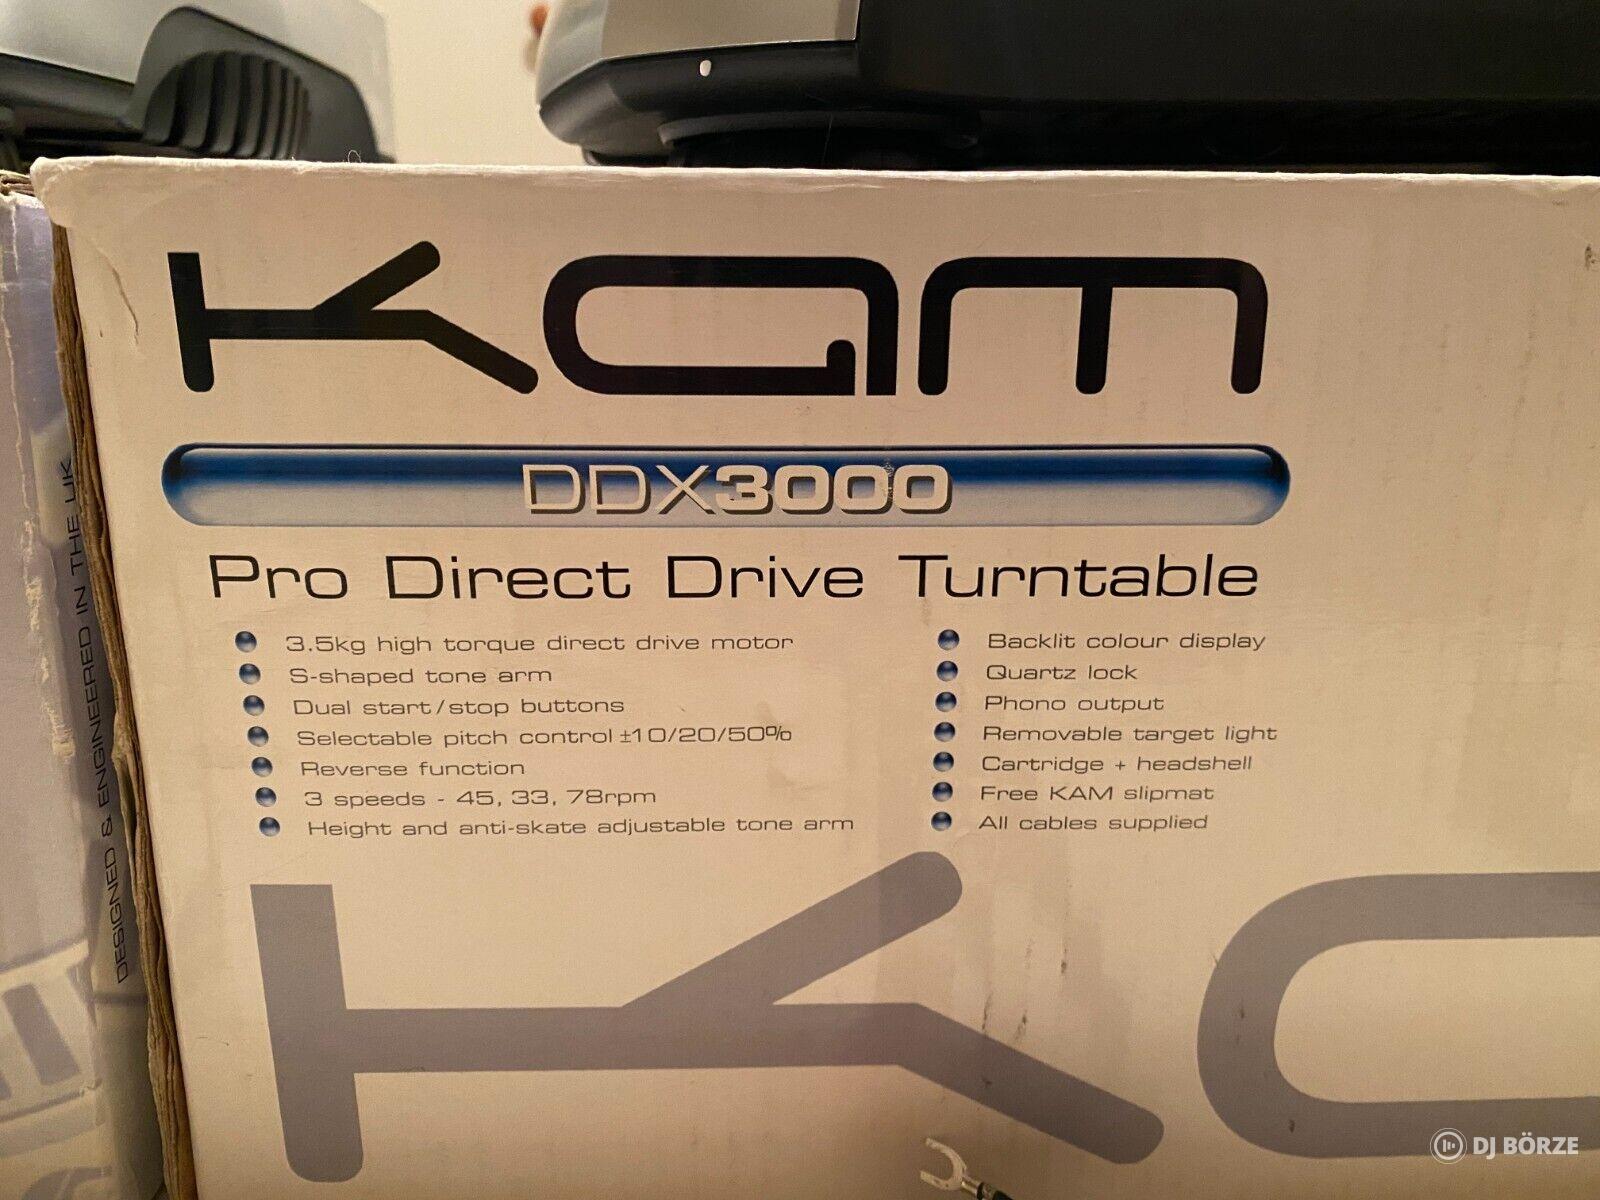 Kam
DDX3000
Pro Direct Drive Turntable
3.5kg high torque direct drive motor
S-shaped tone arm
Dual start/stop buttons
Selectable pitch control ±10/20/50%
Reverse function
3 speeds - 45, 33, 78rpm
Height and anti-skate adjustable tone arm
Backlit colour display
Quartz lock
Phono output
Removable target light
Cartridge + headshell
Free KAM slipmat
All cables supplied
DESIGNED & ENGINEERED IN THE UK
DJ BÖRZE